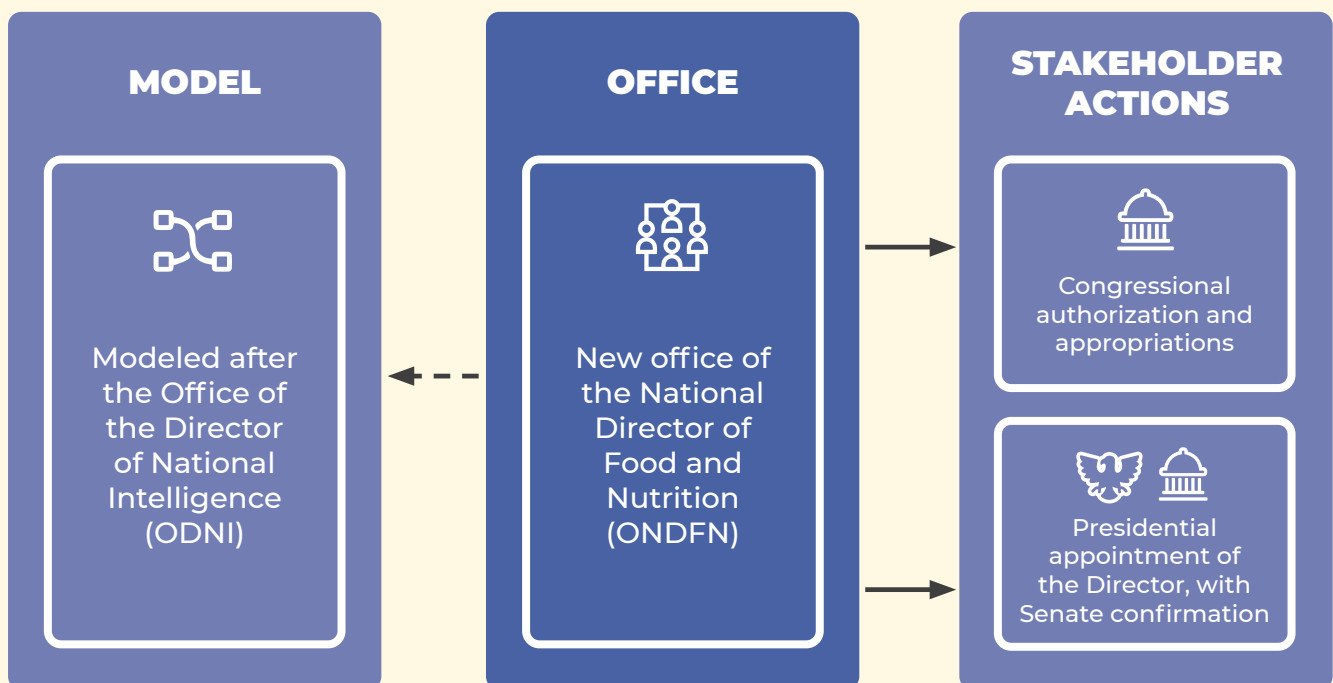 MODEL
Modeled after
the Office of
the Director
of National
Intelligence
(ODNI)
OFFICE
New office of
the National
Director of
Food and
Nutrition
(ONDFN)
STAKEHOLDER
ACTIONS
Congressional
authorization and
appropriations
Presidential
appointment of
the Director, with
Senate confirmation